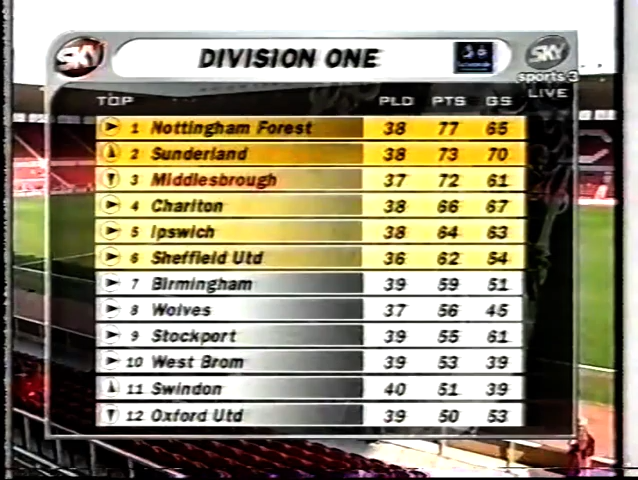 SKY
DIVISION ONE
SKY
sports 3
LIVE
TOP PLD PTS GS
1 Nottingham Forest 38 77 65
2 Sunderland 38 73 70
3 Middlesbrough 37 72 61
4 Charlton 38 66 67
5 Ipswich 38 64 63
6 Sheffield Utd 36 62 54
7 Birmingham 39 59 51
8 Wolves 37 56 45
9 Stockport 39 55 61
10 West Brom 39 53 39
11 Swindon 40 51 39
12 Oxford Utd 39 50 53